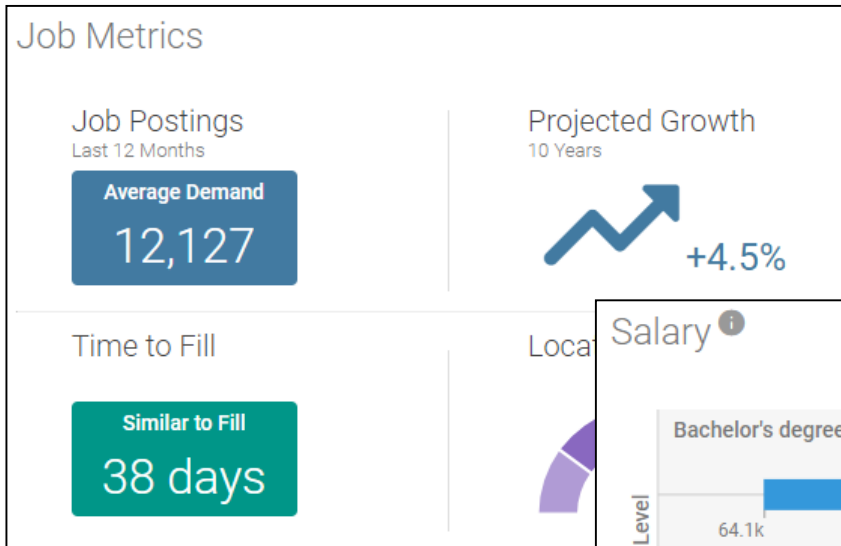 Job Metrics
Job Postings
Last 12 Months
Average Demand
12,127
Projected Growth
10 Years
+4.5%
Time to Fill
Similar to Fill
38 days
Locat
Salary
Bachelor's degree
Level
64.1k